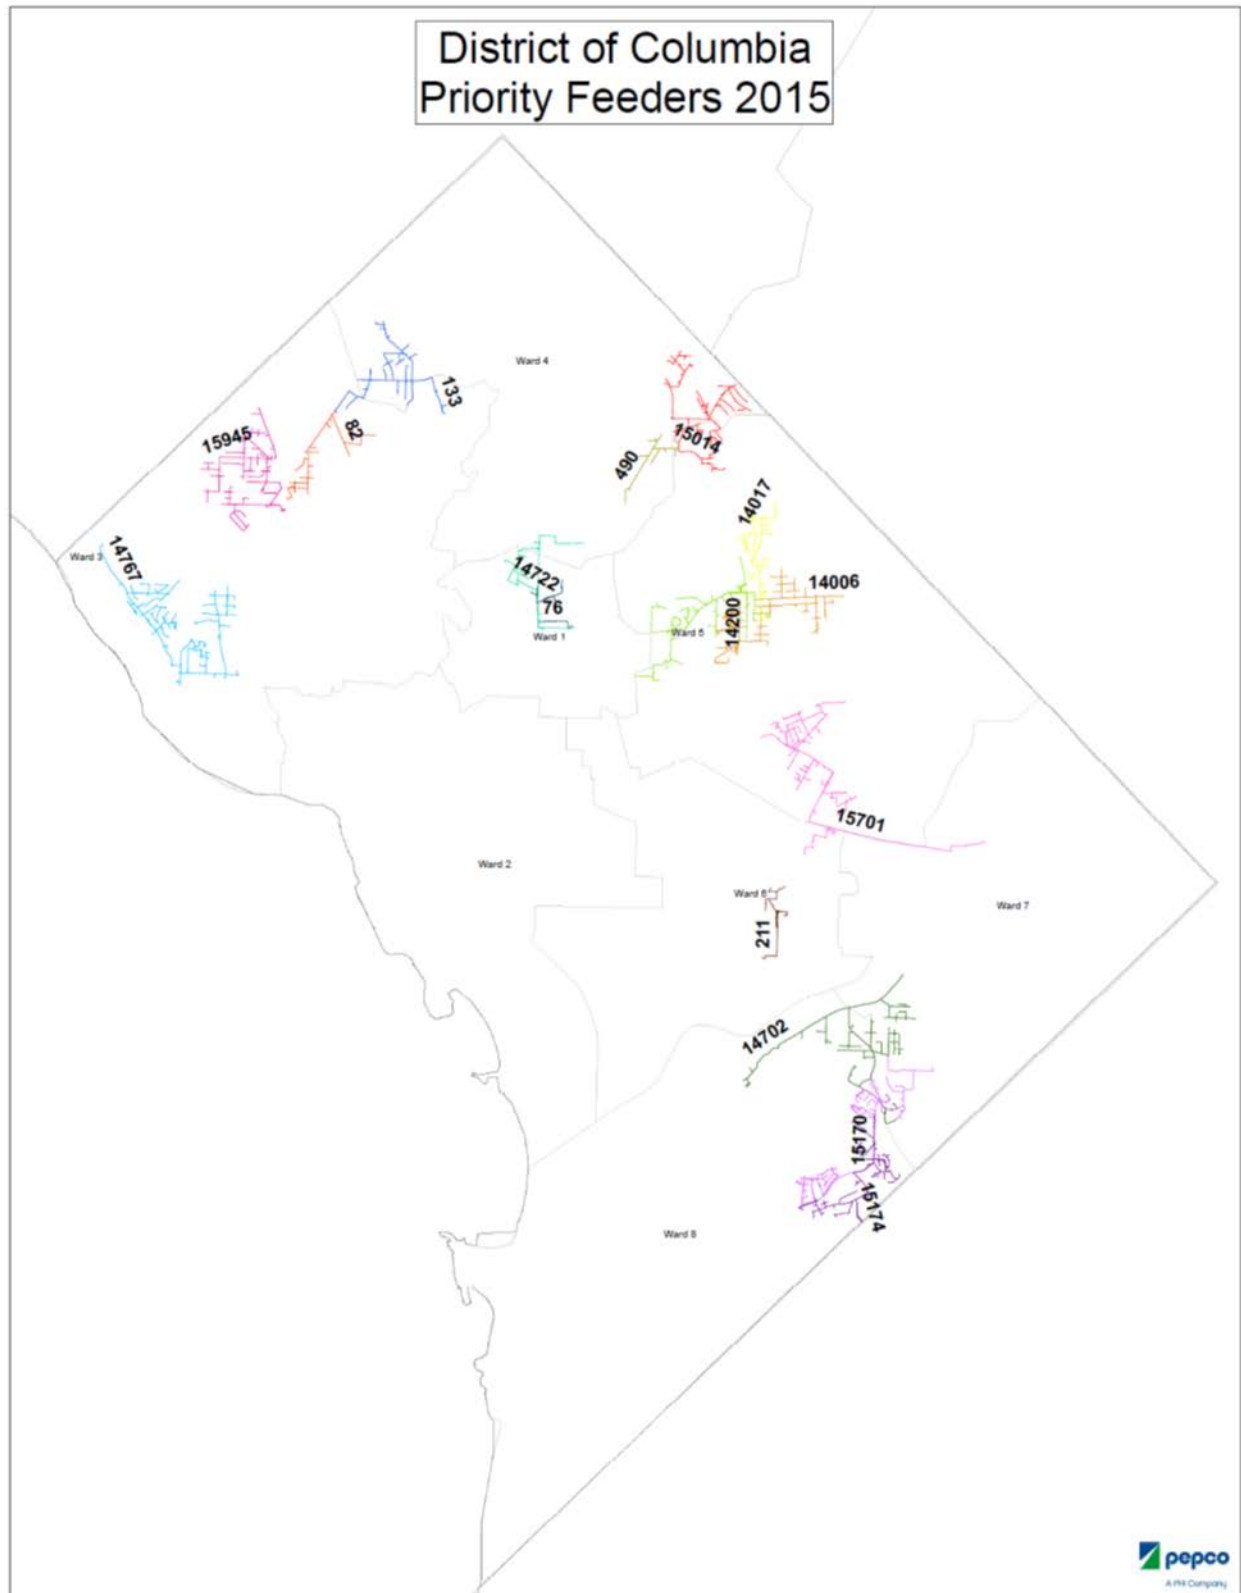 District of Columbia
Priority Feeders 2015
Ward 4
133
82
15945
15014
490
14017
Ward 3
14767
14722
14006
76
14200
Ward 5
Ward 1
15701
Ward 2
Ward 6
Ward 7
211
14702
15170
15174
Ward 8
pepco
A PHI Company